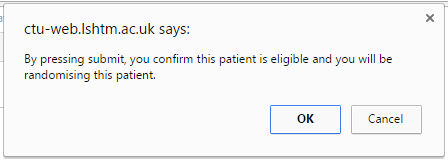 ctu-web.lshtm.ac.uk says:
By pressing submit, you confirm this patient is eligible and you will be
randomising this patient.
OK Cancel